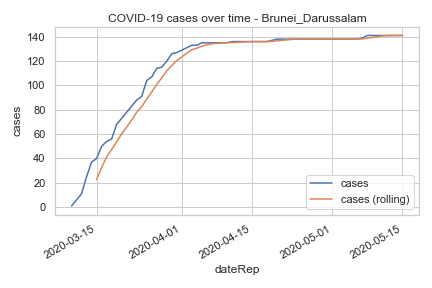 COVID-19 cases over time - Brunei_Darussalam
140
120
100
80
60
40
20
0
cases
cases
cases (rolling)
2020-03-15
2020-04-01
2020-04-15
2020-05-01
2020-05-15
dateRep